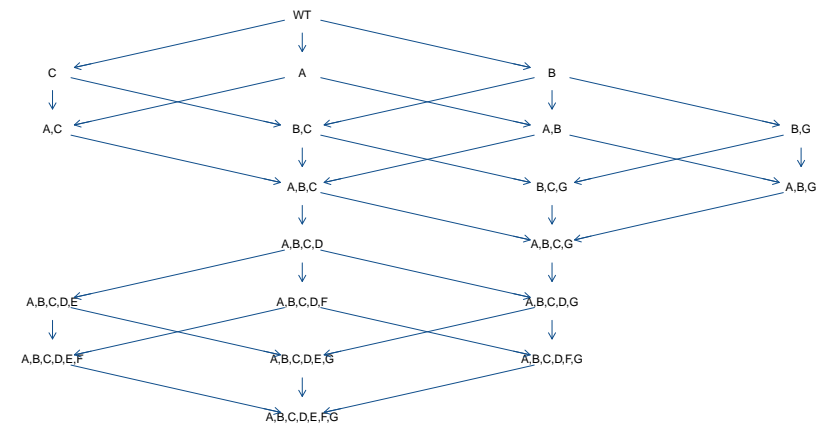 WT
C A B
A,C B,C A,B B,G
A,B,C B,C,G A,B,G
A,B,C,D A,B,C,G
A,B,C,D,E A,B,C,D,F A,B,C,D,G
A,B,C,D,E,F A,B,C,D,E,G A,B,C,D,F,G
A,B,C,D,E,F,G